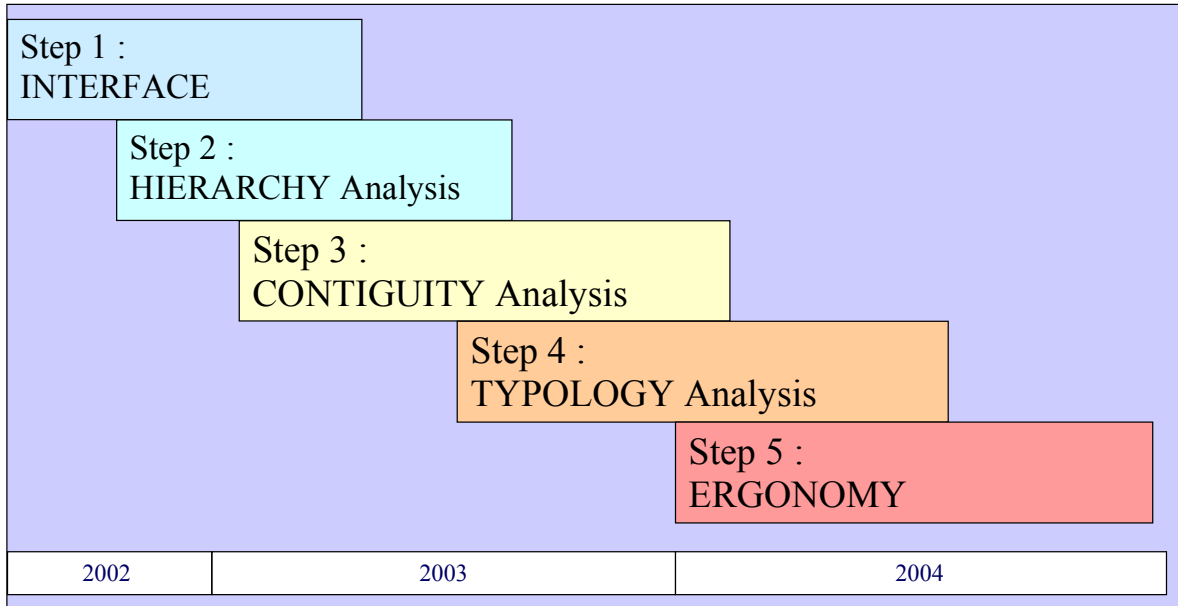 Step 1 :
INTERFACE
Step 2 :
HIERARCHY Analysis
Step 3 :
CONTIGUITY Analysis
Step 4 :
TYPOLOGY Analysis
Step 5 :
ERGONOMY
2002 2003 2004